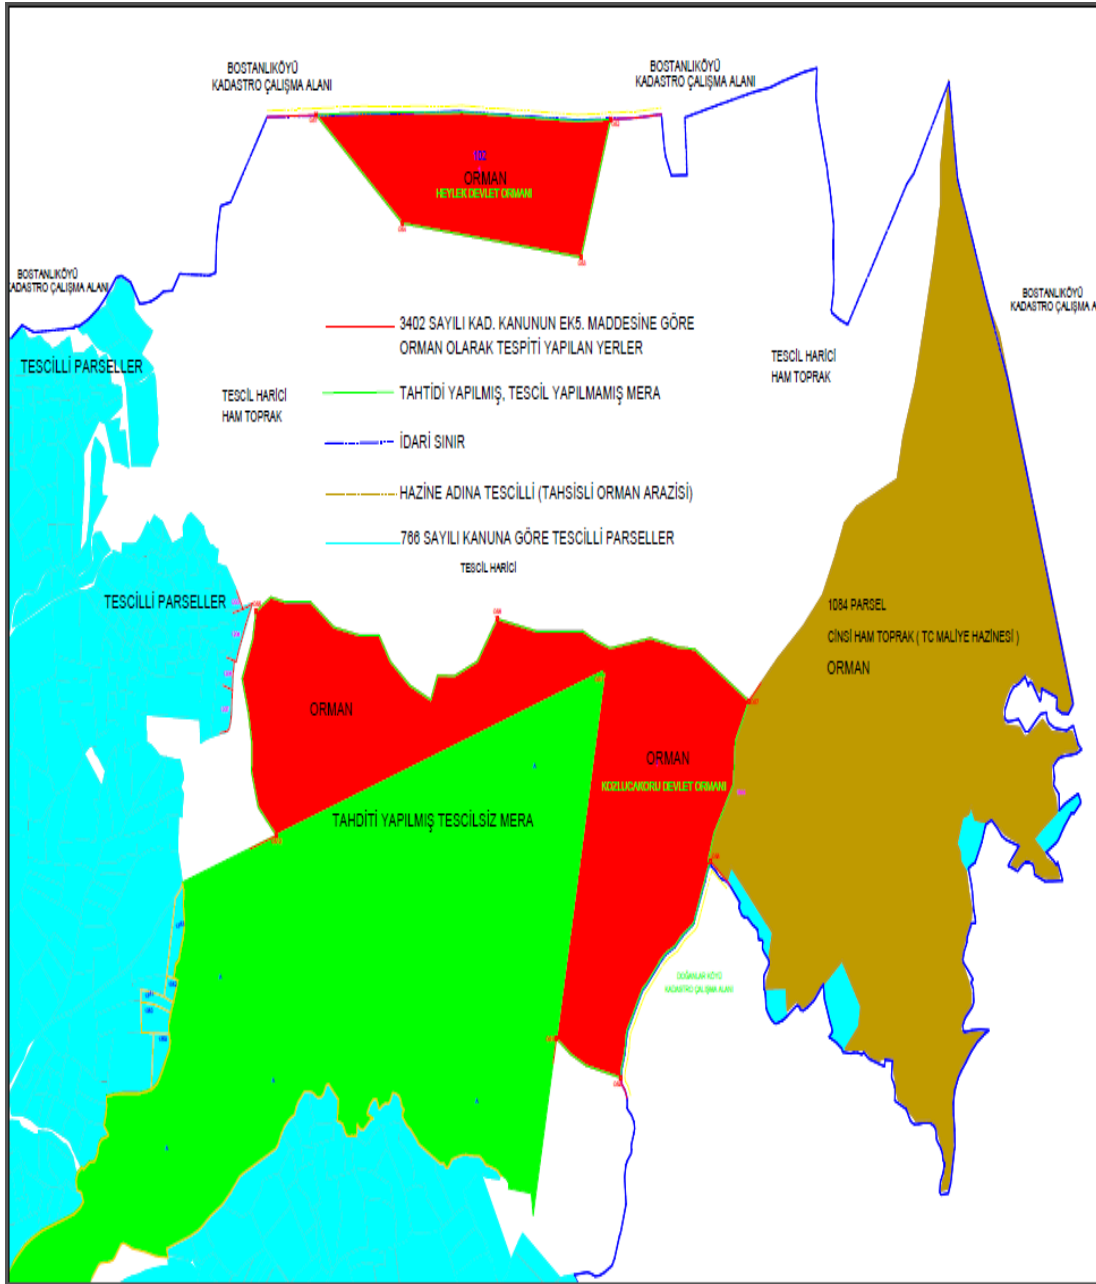 BOSTANLIKÖYÜ
KADASTRO ÇALIŞMA ALANI
BOSTANLIKÖYÜ
KADASTRO ÇALIŞMA ALANI
102
ORMAN
HEYLEK DEVLET ORMANI
BOSTANLIKÖYÜ
KADASTRO ÇALIŞMA ALANI
BOSTANLIKÖYÜ
KADASTRO ÇALIŞMA A
3402 SAYILI KAD. KANUNUN EK5. MADDESİNE GÖRE
ORMAN OLARAK TESPİTİ YAPILAN YERLER
TESCİLLİ PARSELLER
TESCİL HARİCİ
HAM TOPRAK
TESCİL HARİCİ
HAM TOPRAK
TAHTİDİ YAPILMIŞ, TESCİL YAPILMAMIŞ MERA
İDARİ SINIR
HAZİNE ADINA TESCİLLİ (TAHSİSLİ ORMAN ARAZİSİ)
766 SAYILI KANUNA GÖRE TESCİLLİ PARSELLER
TESCİL HARİCİ
TESCİLLİ PARSELLER
1084 PARSEL
CİNSİ HAM TOPRAK ( TC MALİYE HAZİNESİ )
ORMAN
ORMAN
ORMAN
KOZLUCAKORU DEVLET ORMANI
TAHDİTİ YAPILMIŞ TESCİLSİZ MERA
DOĞANLAR KÖYÜ
KADASTRO ÇALIŞMA ALANI